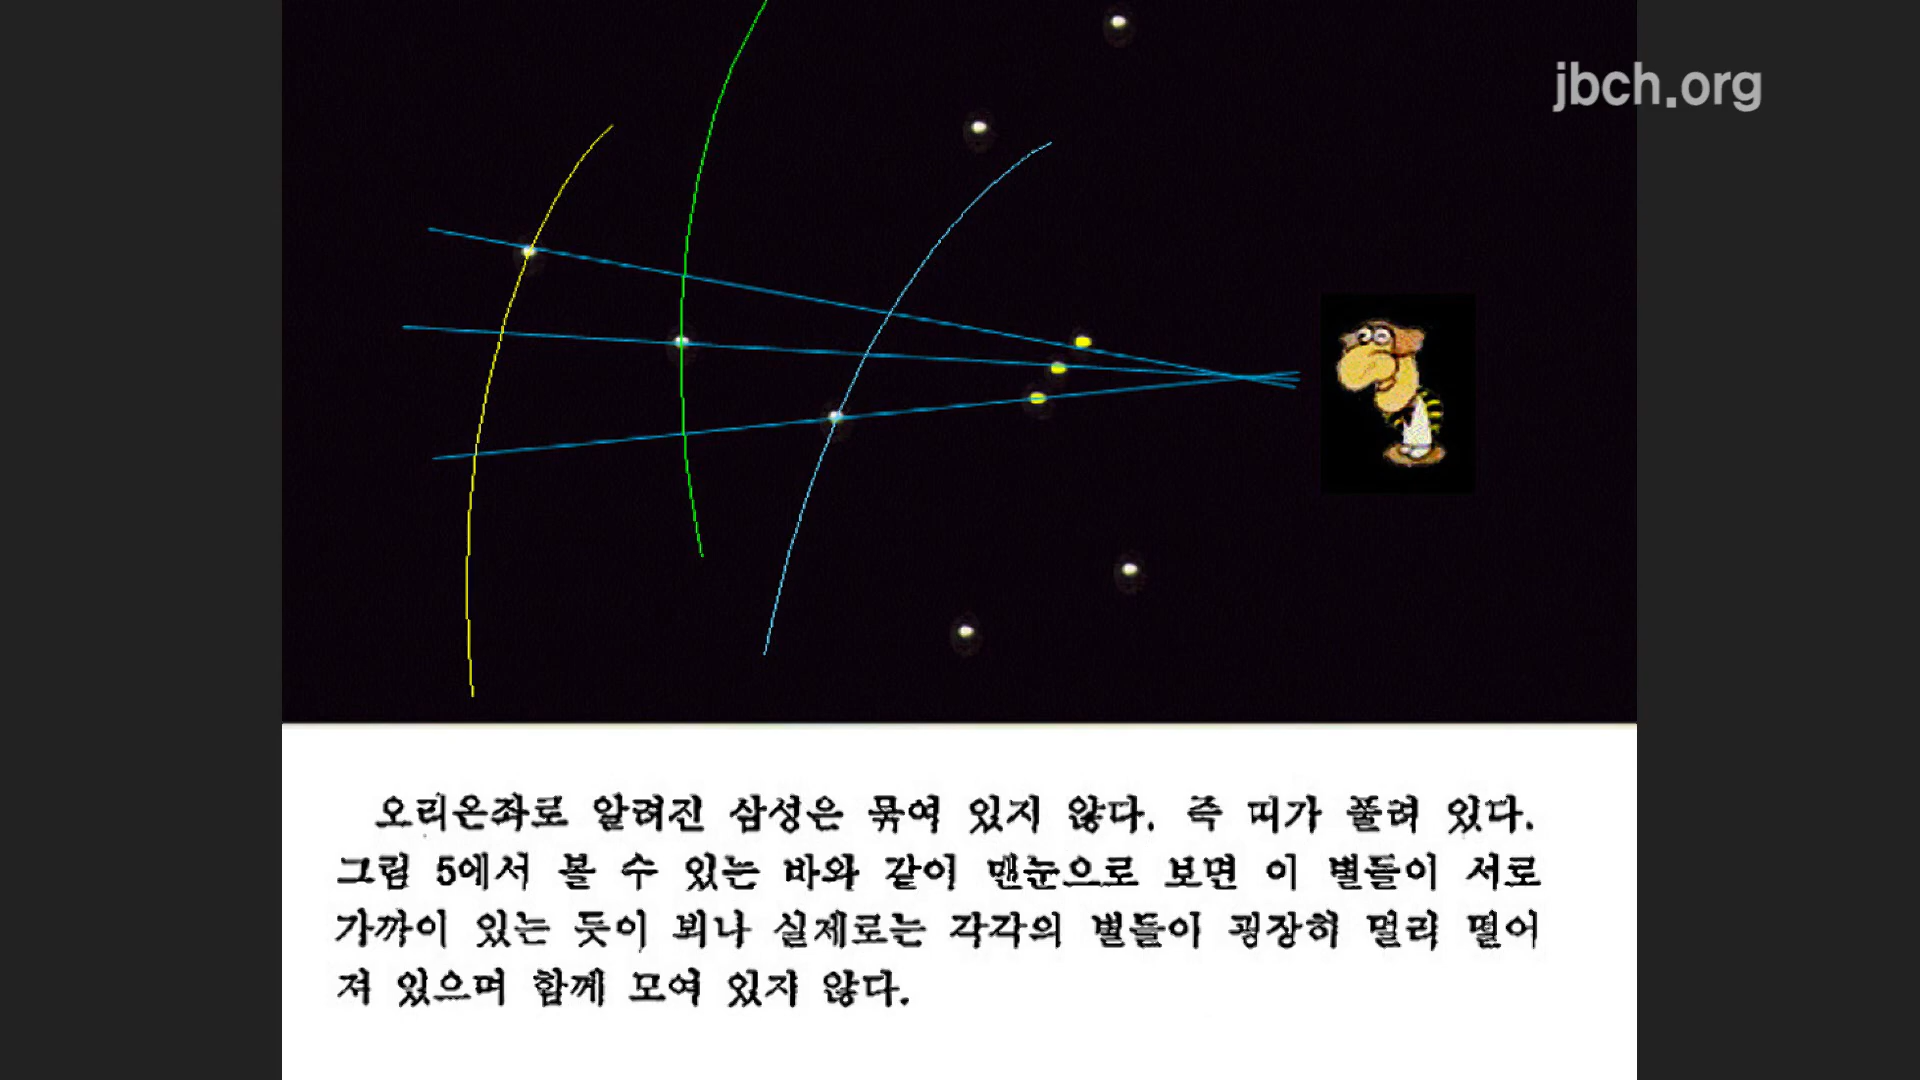 jbch.org
오리온좌로 알려진 삼성은 묶여 있지 않다. 즉 띠가 풀려 있다.
그림 5에서 볼 수 있는 바와 같이 맨눈으로 보면 이 별들이 서로
가까이 있는 듯이 뵈나 실제로는 각각의 별들이 굉장히 멀리 떨어
져 있으며 함께 모여 있지 않다.